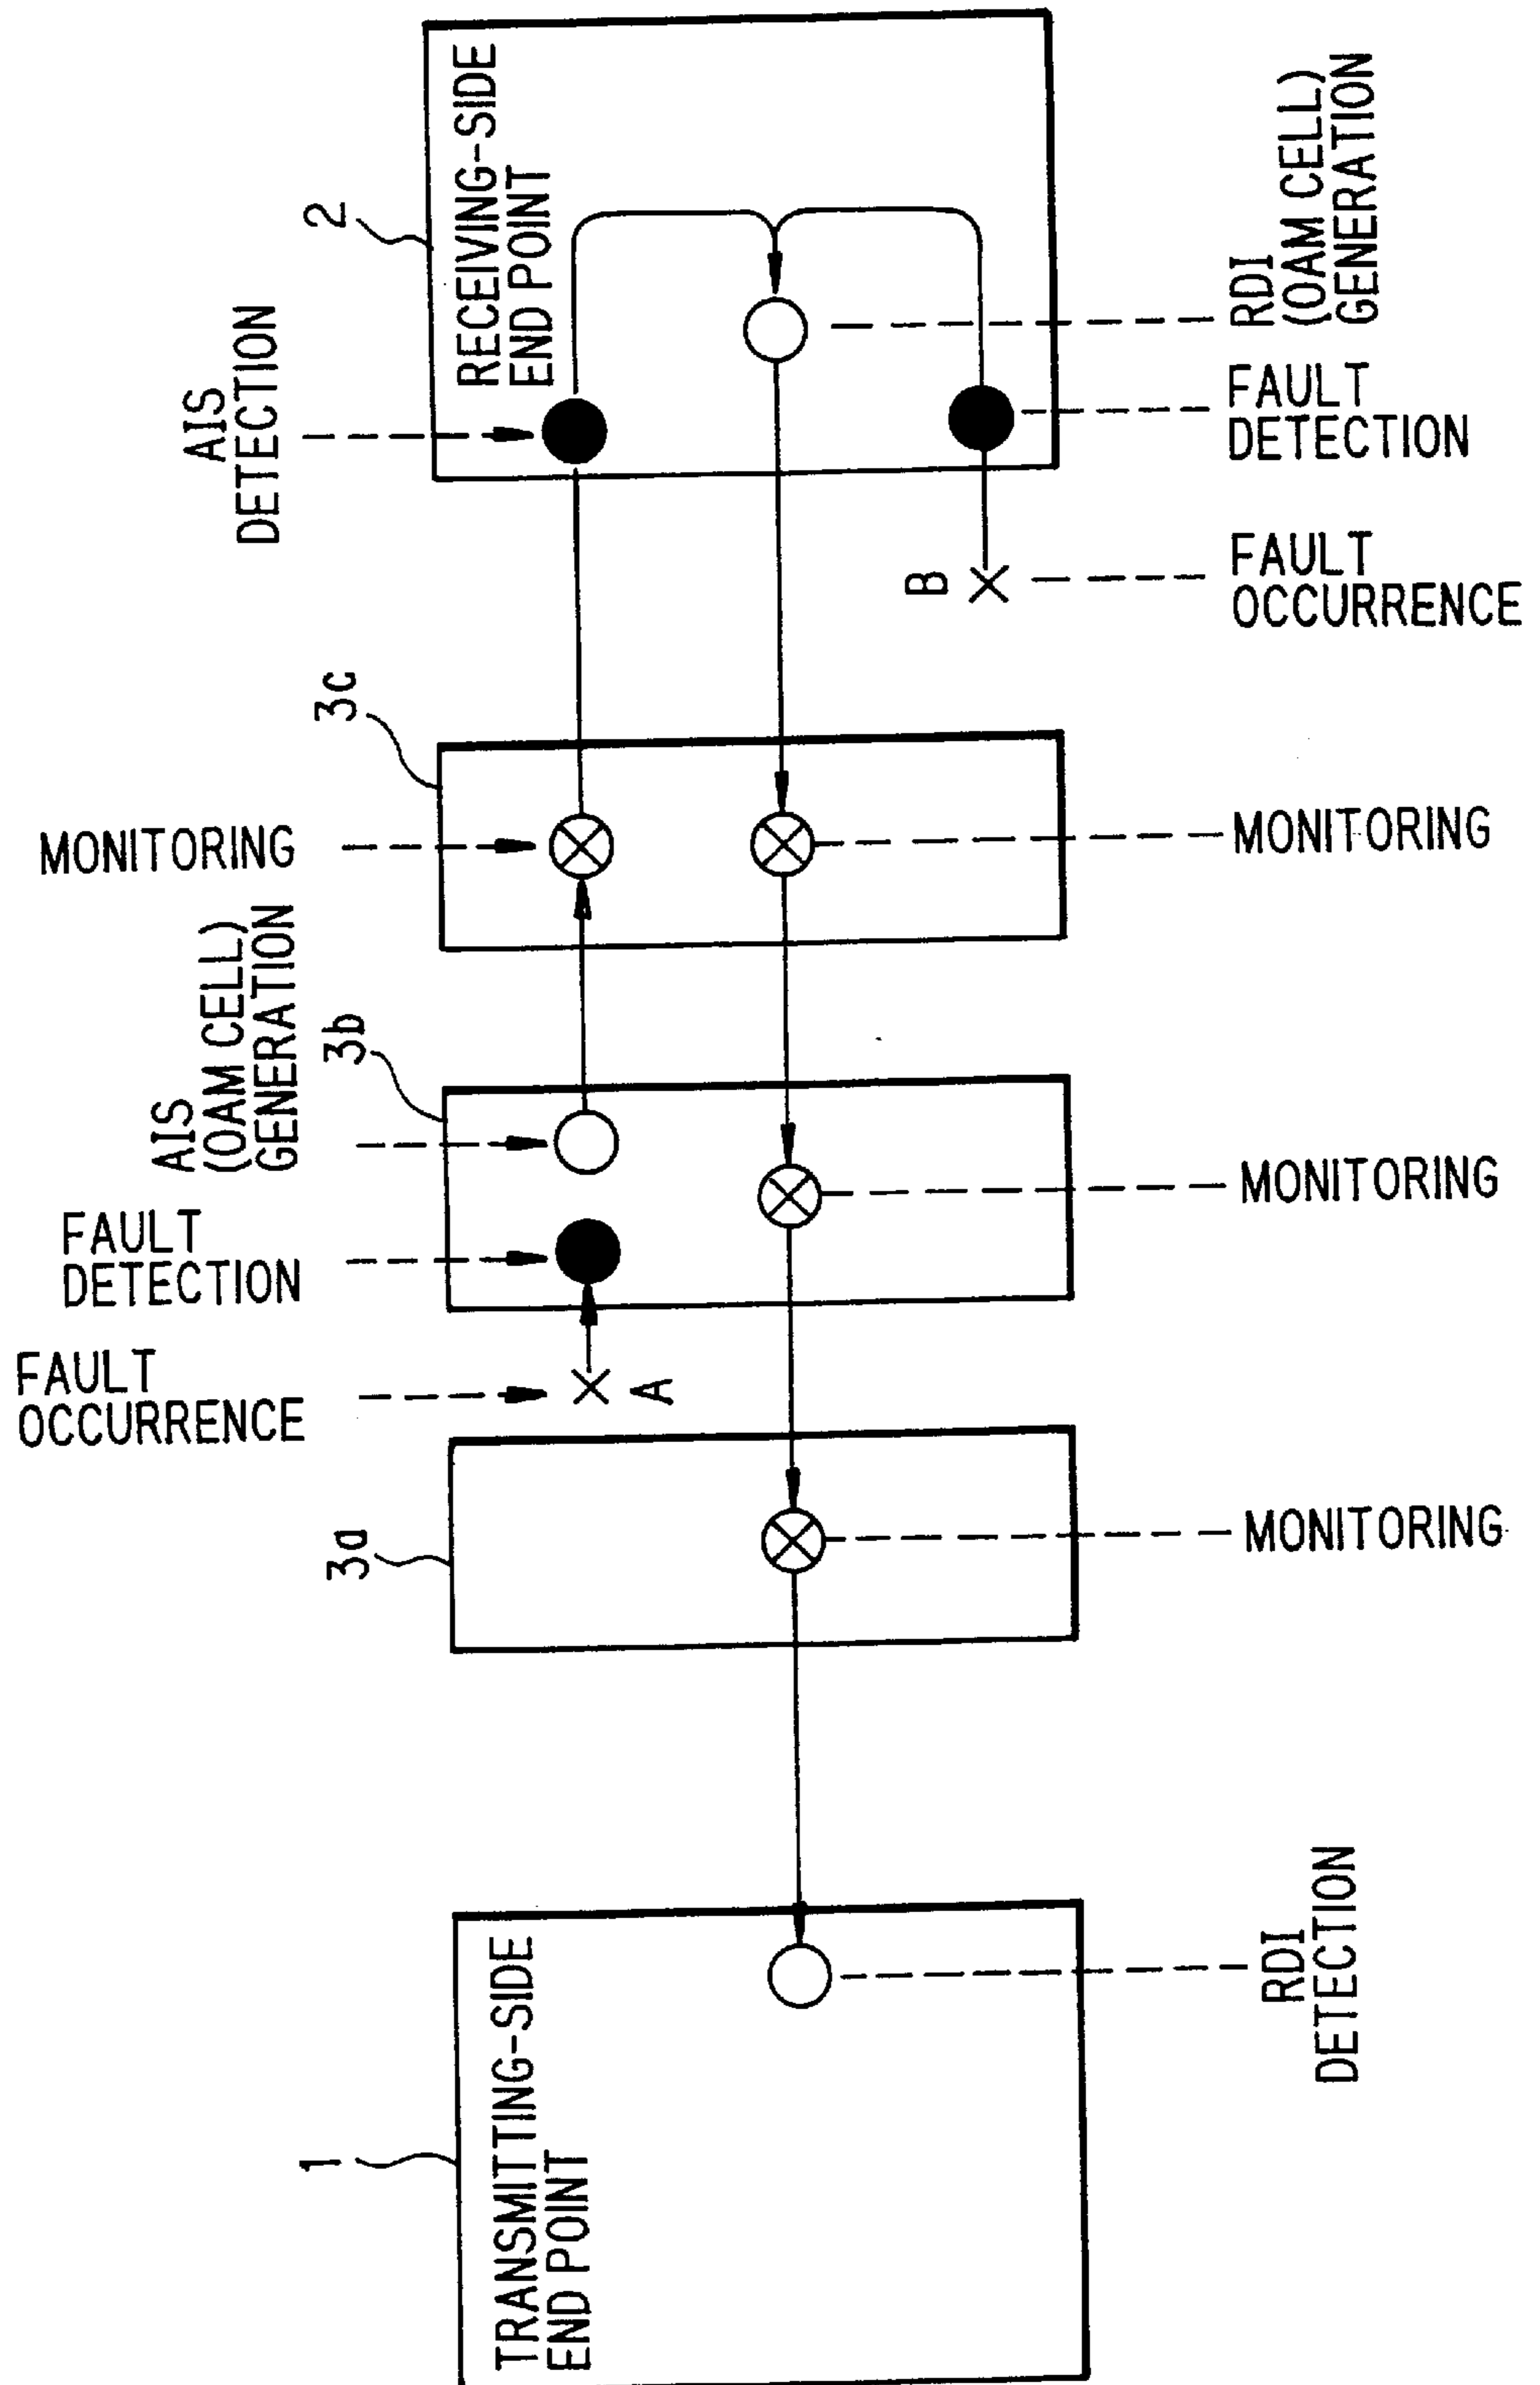 FAULT
OCCURRENCE
FAULT
DETECTION
AIS
(OAM CELL)
GENERATION
MONITORING
AIS
DETECTION
1
3a
3b
3c
2
TRANSMITTING-SIDE
END POINT
RECEIVING-SIDE
END POINT
A
B
RDI
DETECTION
MONITORING
MONITORING
MONITORING
FAULT
OCCURRENCE
FAULT
DETECTION
RDI
(OAM CELL)
GENERATION